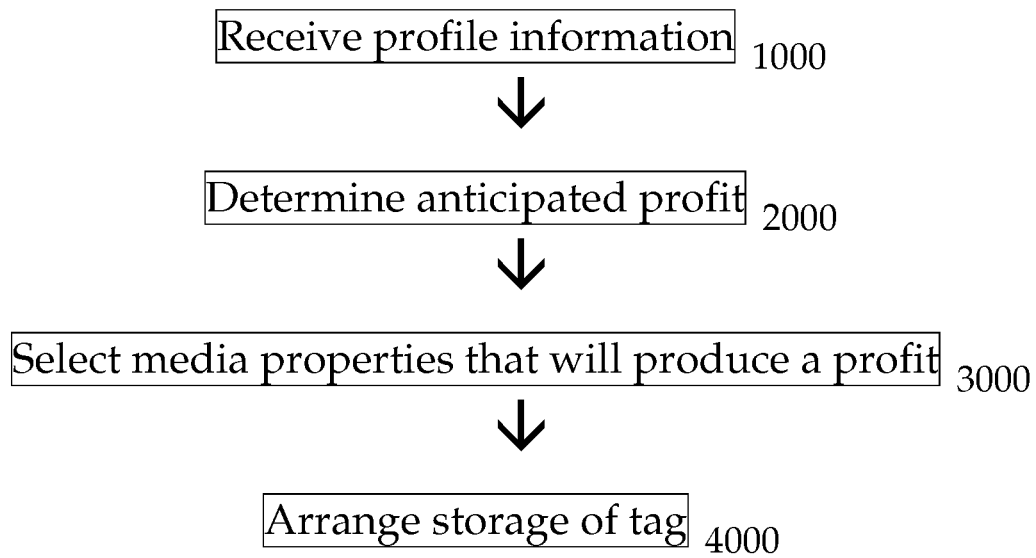 Receive profile information 1000
Determine anticipated profit 2000
Select media properties that will produce a profit 3000
Arrange storage of tag 4000